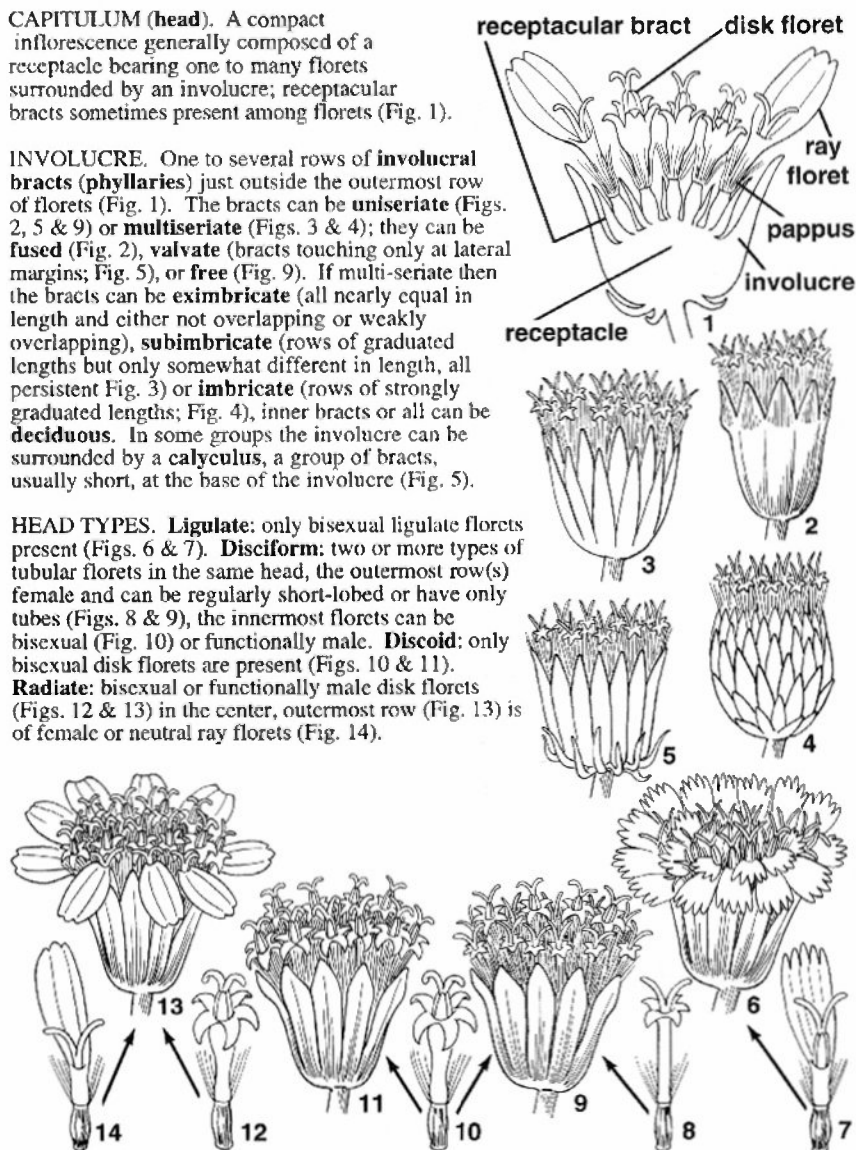 CAPITULUM (head). A compact
inflorescence generally composed of a
receptacle bearing one to many florets
surrounded by an involucre; receptacular
bracts sometimes present among florets (Fig. 1).
INVOLUCRE. One to several rows of involucral
bracts (phyllaries) just outside the outermost row
of florets (Fig. 1). The bracts can be uniseriate (Figs.
2, 5 & 9) or multiseriate (Figs. 3 & 4); they can be
fused (Fig. 2), valvate (bracts touching only at lateral
margins; Fig. 5), or free (Fig. 9). If multi-seriate then
the bracts can be eximbricate (all nearly equal in
length and either not overlapping or weakly
overlapping), subimbricate (rows of graduated
lengths but only somewhat different in length, all
persistent Fig. 3) or imbricate (rows of strongly
graduated lengths; Fig. 4), inner bracts or all can be
deciduous. In some groups the involucre can be
surrounded by a calyculus, a group of bracts,
usually short, at the base of the involucre (Fig. 5).
HEAD TYPES. Ligulate: only bisexual ligulate florets
present (Figs. 6 & 7). Disciform: two or more types of
tubular florets in the same head, the outermost row(s)
female and can be regularly short-lobed or have only
tubes (Figs. 8 & 9), the innermost florets can be
bisexual (Fig. 10) or functionally male. Discoid: only
bisexual disk florets are present (Figs. 10 & 11).
Radiate: bisexual or functionally male disk florets
(Figs. 12 & 13) in the center, outermost row (Fig. 13) is
of female or neutral ray florets (Fig. 14).
receptacular bract
disk floret
ray
floret
pappus
involucre
receptacle
1
2
3
4
5
13
11
9
6
14
12
10
8
7